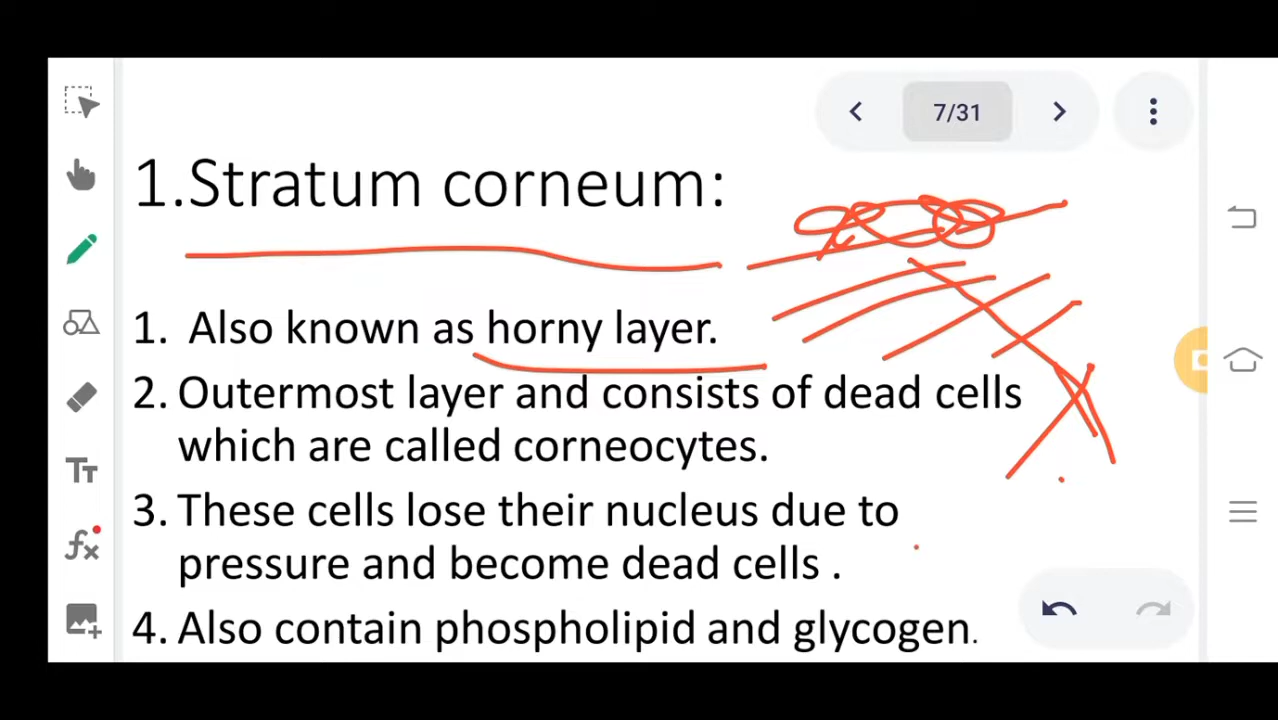 7/31
1.Stratum corneum:
1. Also known as horny layer.
2. Outermost layer and consists of dead cells
which are called corneocytes.
3. These cells lose their nucleus due to
pressure and become dead cells .
4. Also contain phospholipid and glycogen.
TT
fx